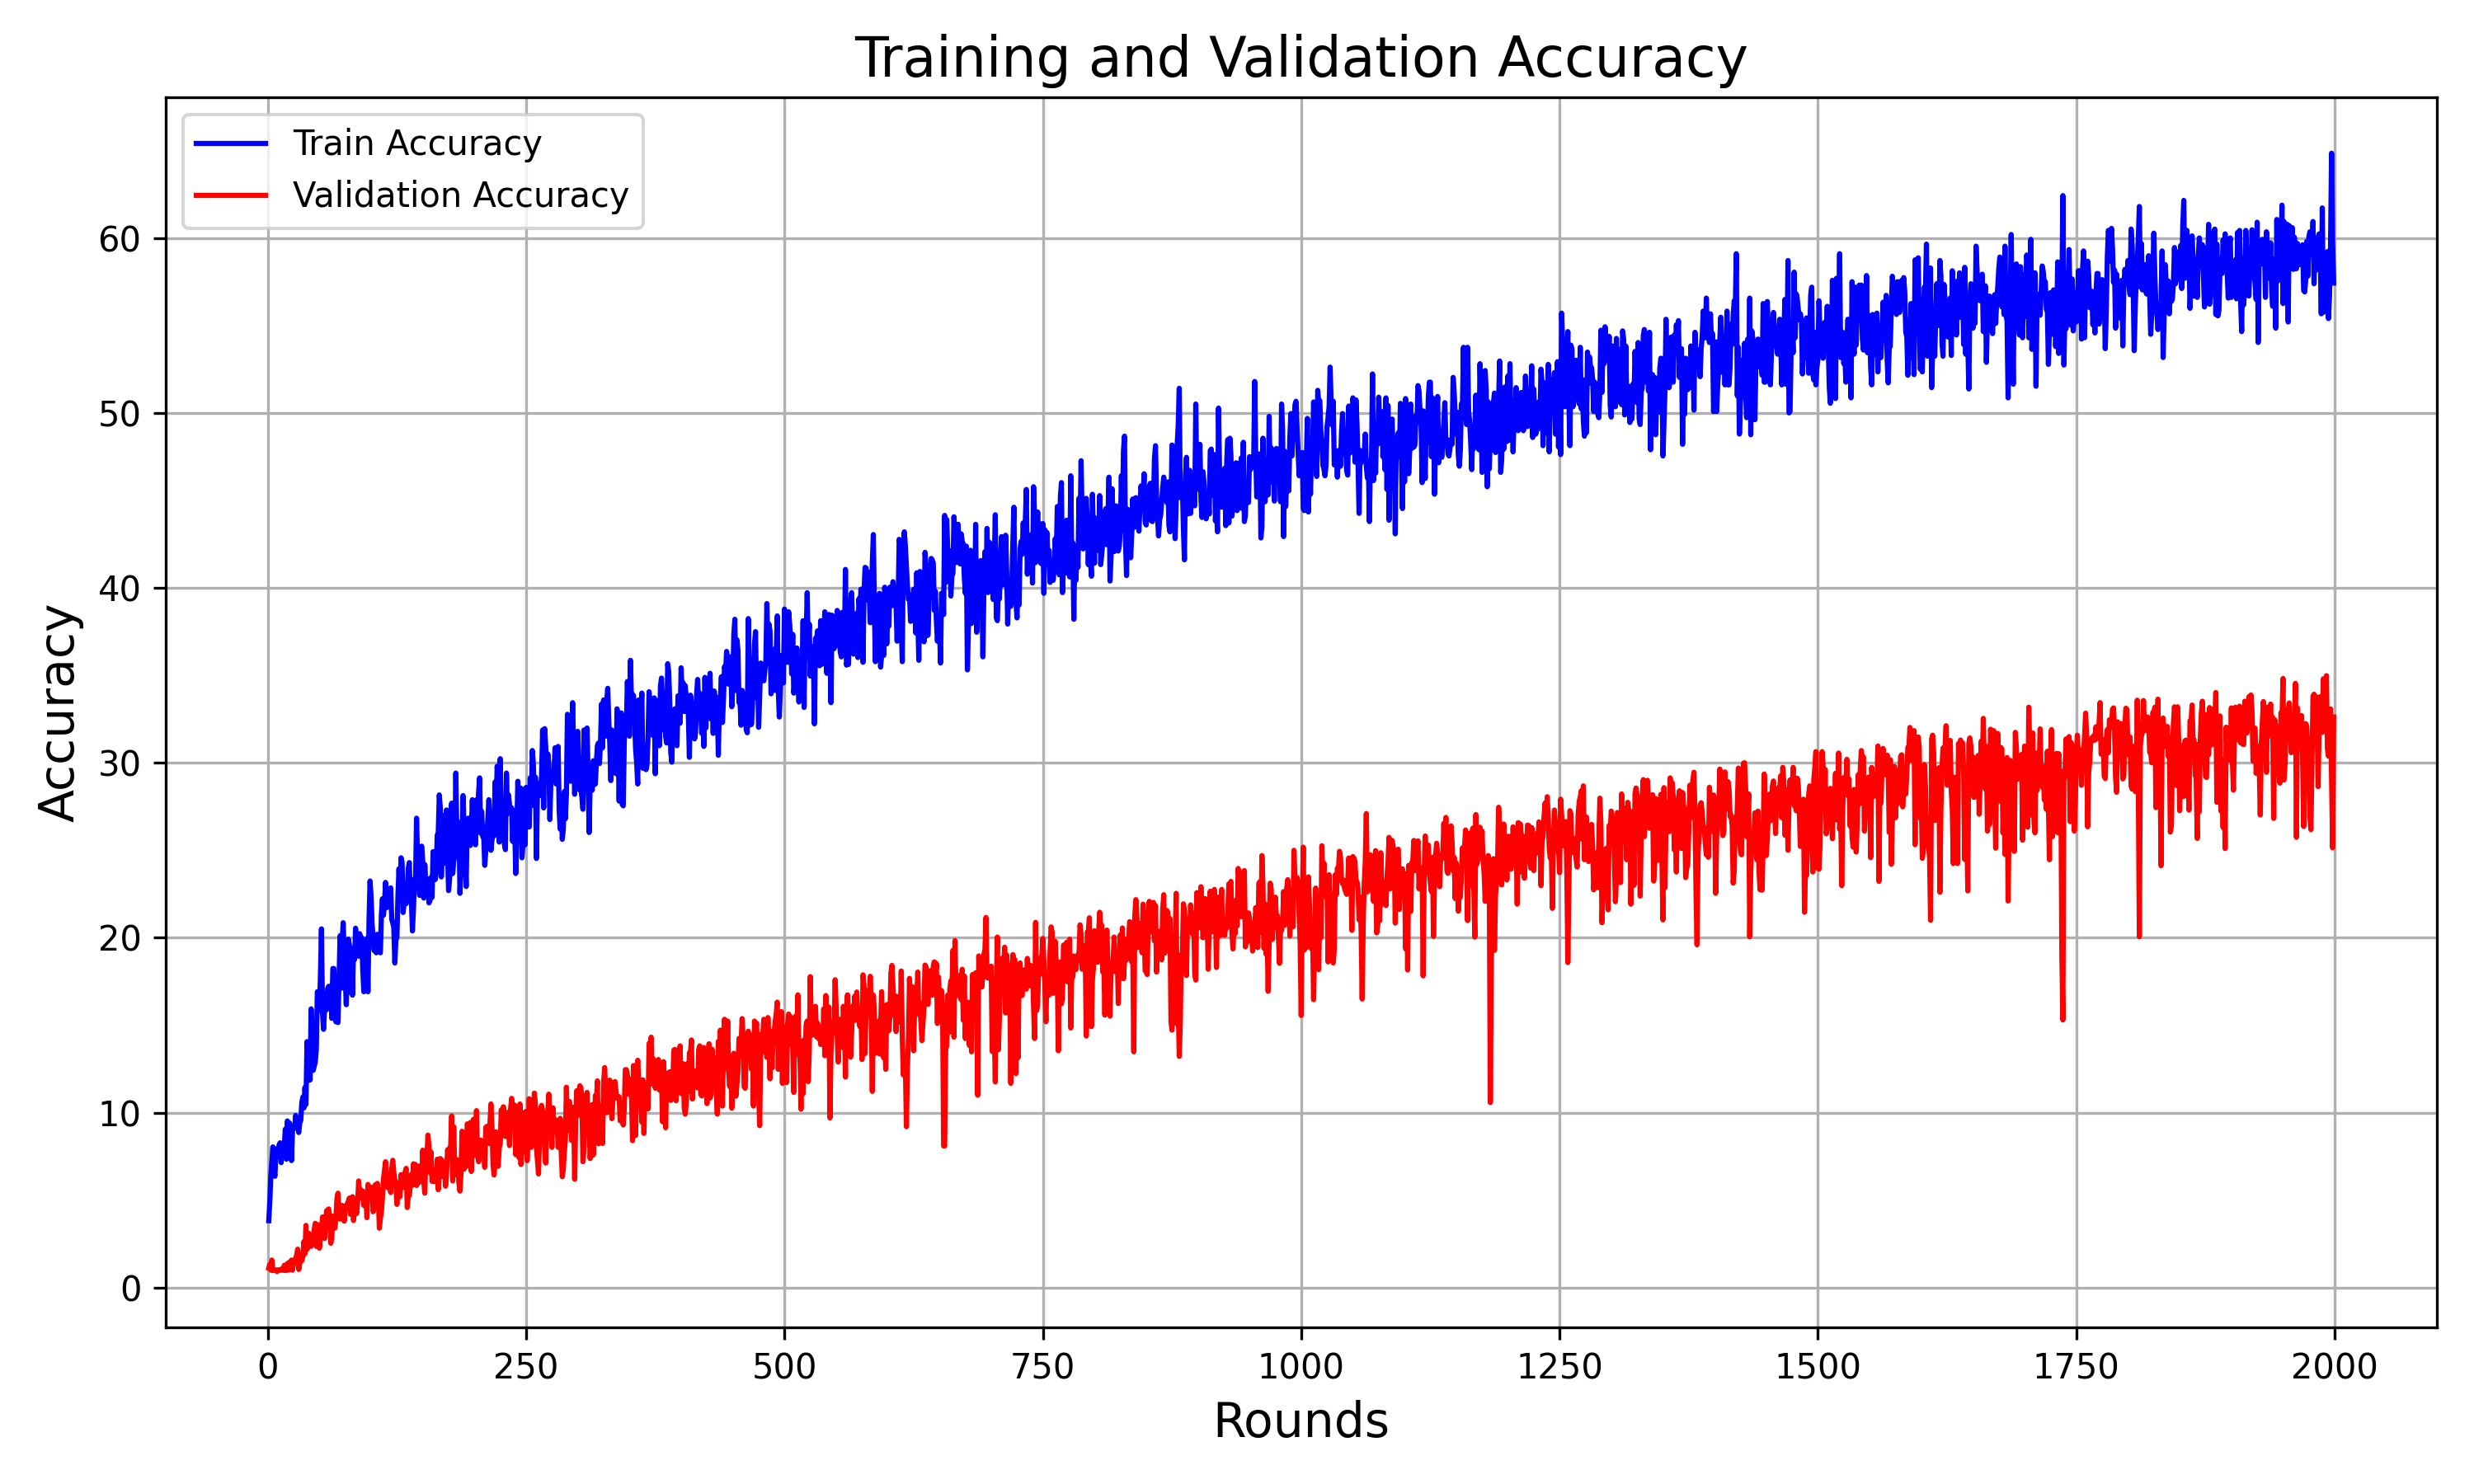 Training and Validation Accuracy
Train Accuracy
Validation Accuracy
60
50
40
30
20
10
0
Accuracy
0 250 500 750 1000 1250 1500 1750 2000
Rounds